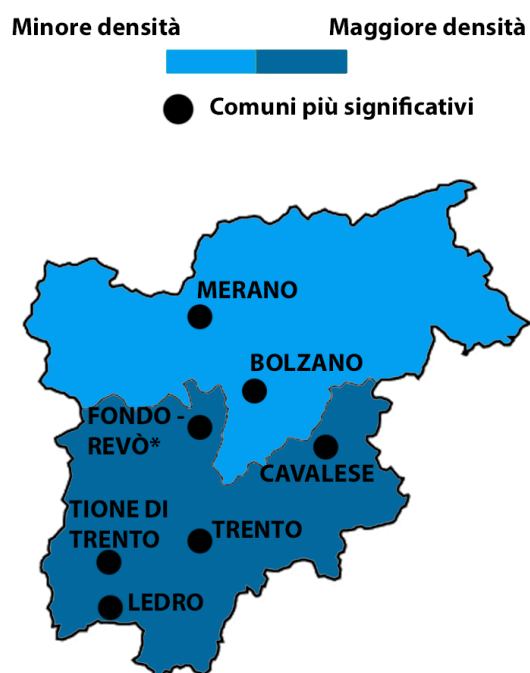 Minore densità
Maggiore densità
Comuni più significativi
MERANO
BOLZANO
FONDO -
REVÒ*
CAVALESE
TIONE DI
TRENTO
TRENTO
LEDRO